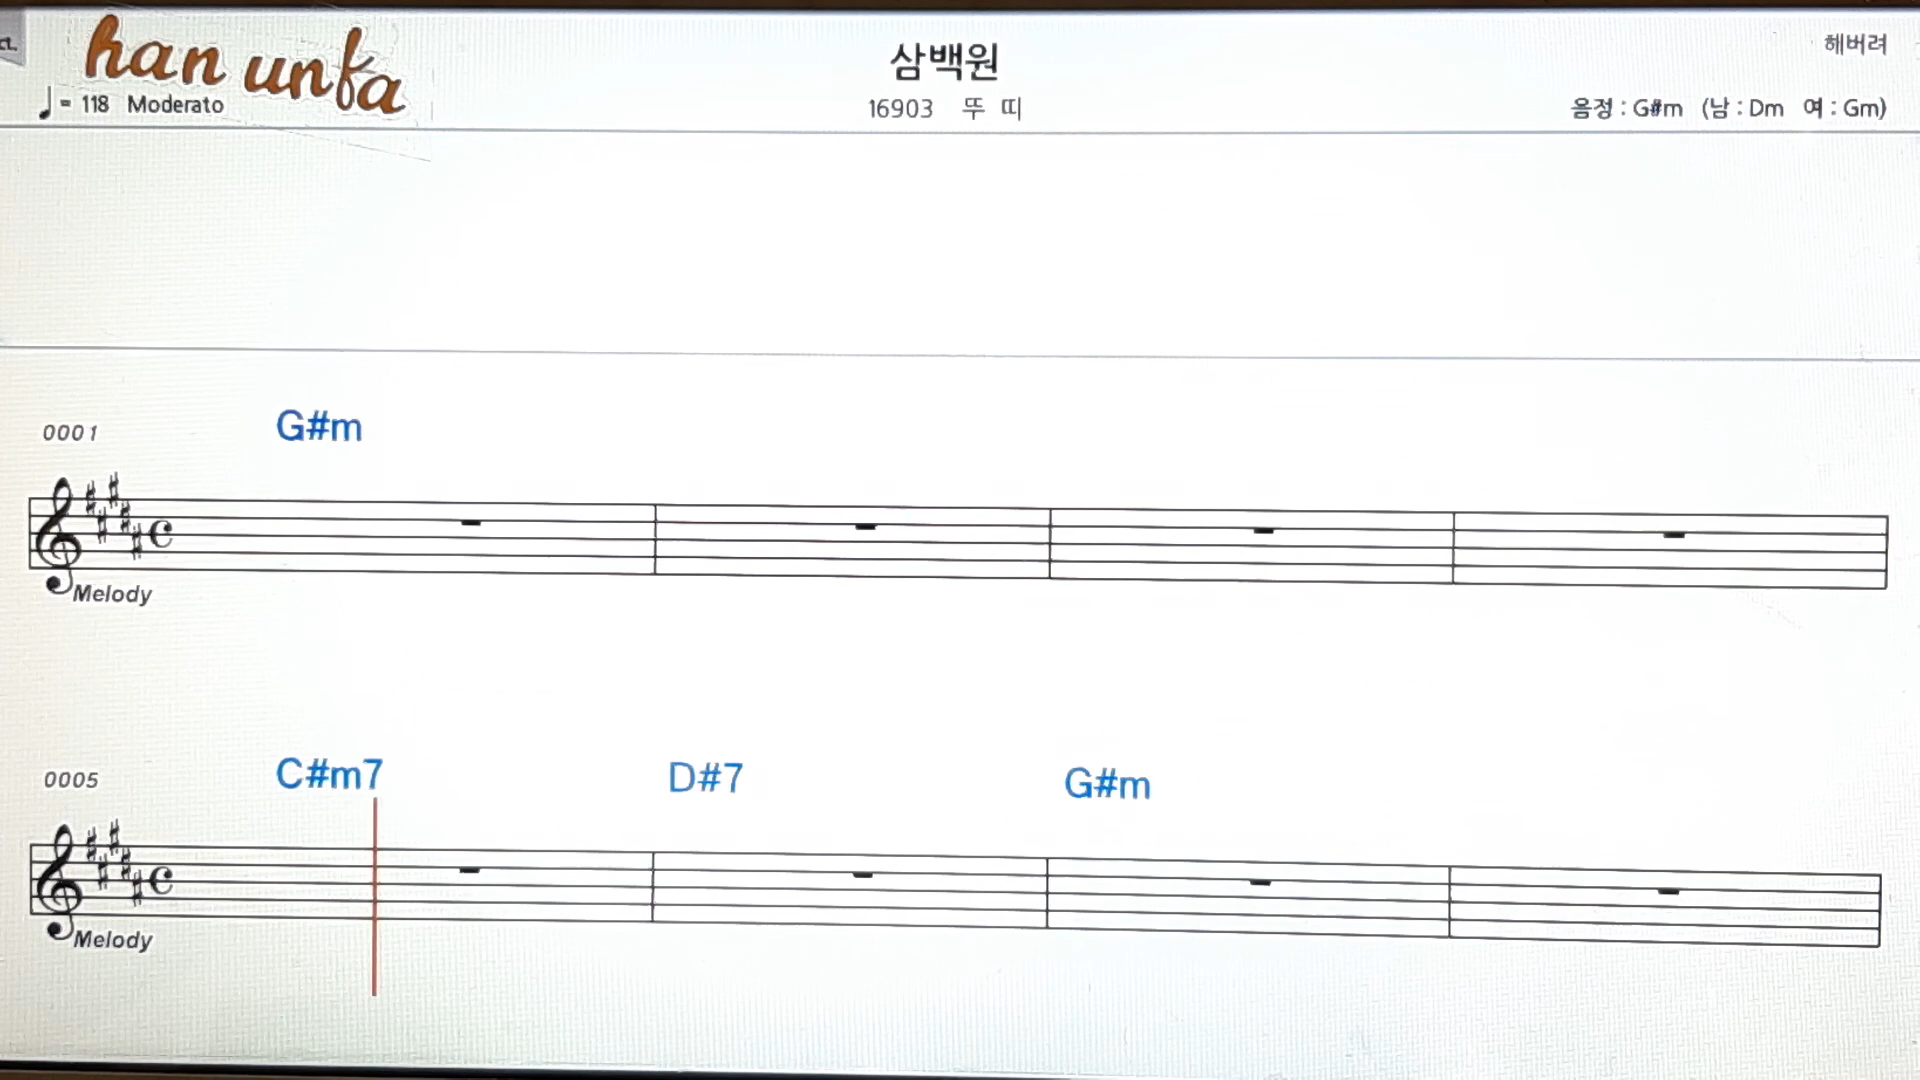 han unfa
삼백원
해버려
♩= 118 Moderato
16903 뚜 띠
음정 : G#m (남 : Dm 여 : Gm)
0001 G#m
Melody
0005 C#m7 D#7 G#m
Melody